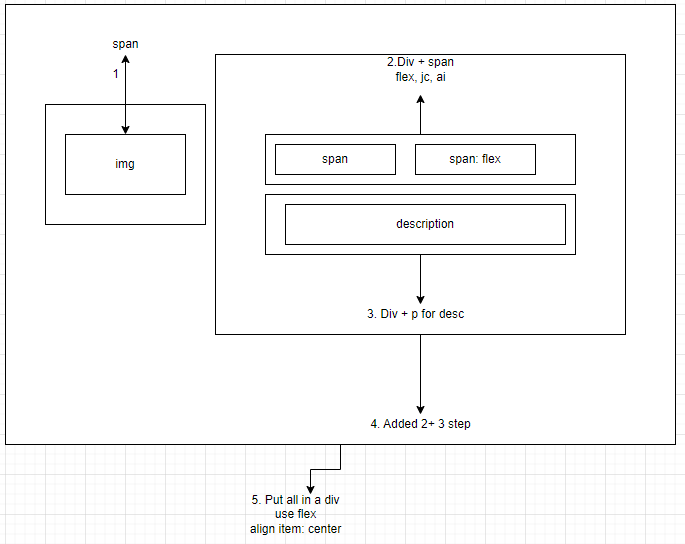 span
1
img
2.Div + span
flex, jc, ai
span
span: flex
description
3. Div + p for desc
4. Added 2+ 3 step
5. Put all in a div
use flex
align item: center